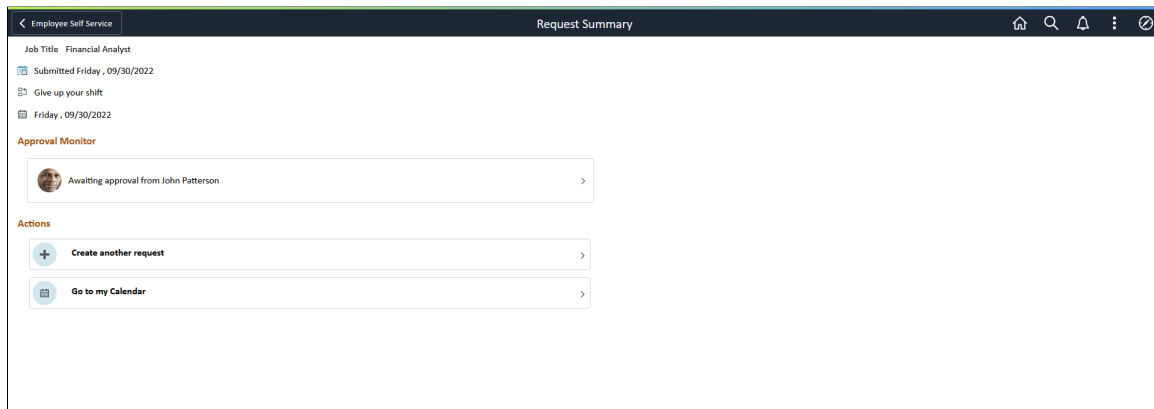 Employee Self Service
Request Summary
Job Title Financial Analyst
Submitted Friday , 09/30/2022
Give up your shift
Friday , 09/30/2022
Approval Monitor
Awaiting approval from John Patterson
Actions
Create another request
Go to my Calendar